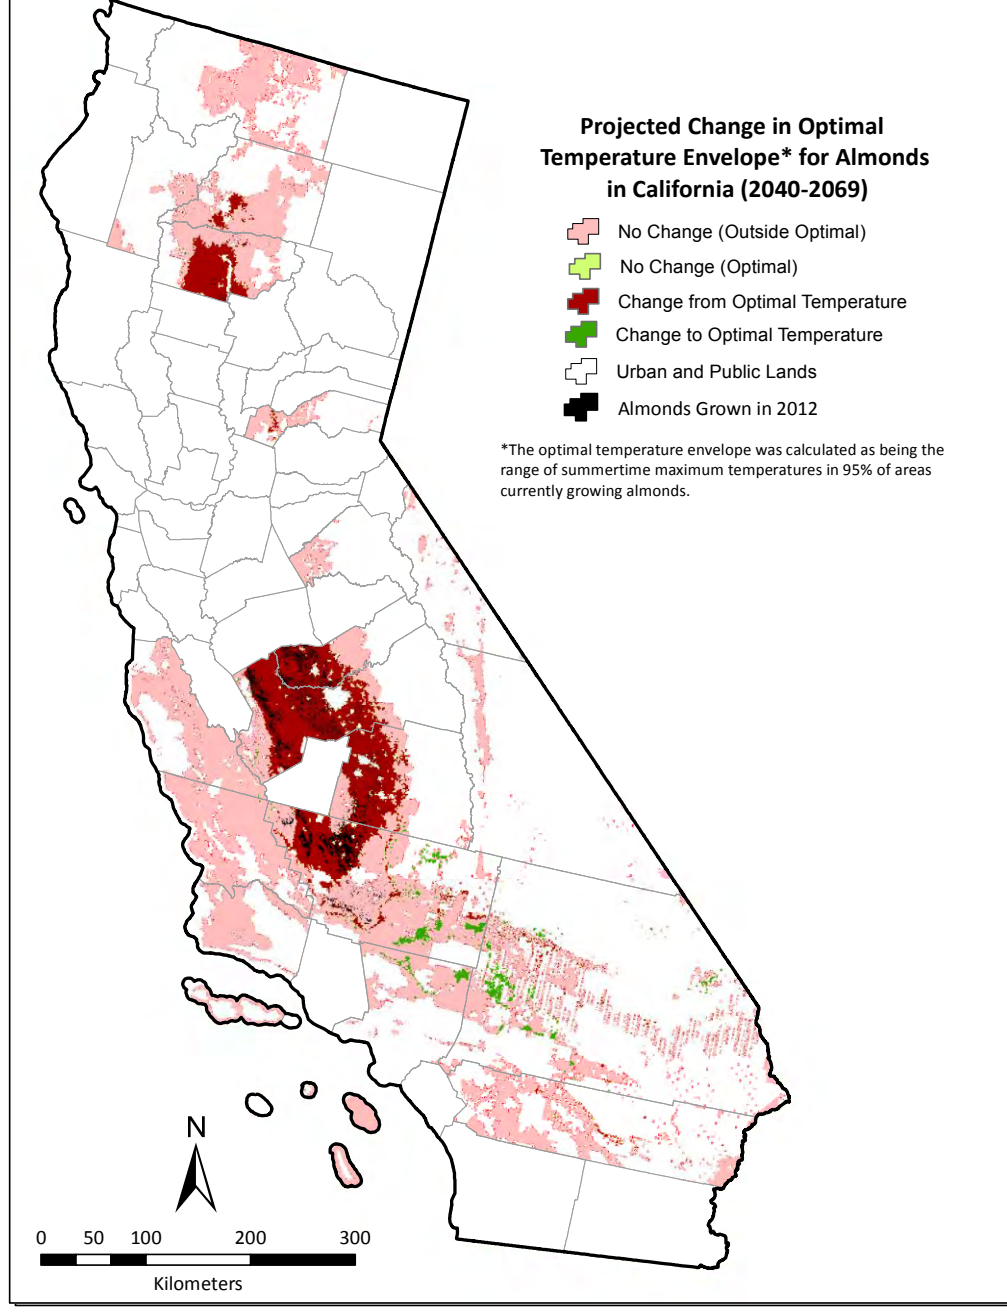 Projected Change in Optimal
Temperature Envelope* for Almonds
in California (2040-2069)
No Change (Outside Optimal)
No Change (Optimal)
Change from Optimal Temperature
Change to Optimal Temperature
Urban and Public Lands
Almonds Grown in 2012
*The optimal temperature envelope was calculated as being the
range of summertime maximum temperatures in 95% of areas
currently growing almonds.
N
0 50 100 200 300
Kilometers